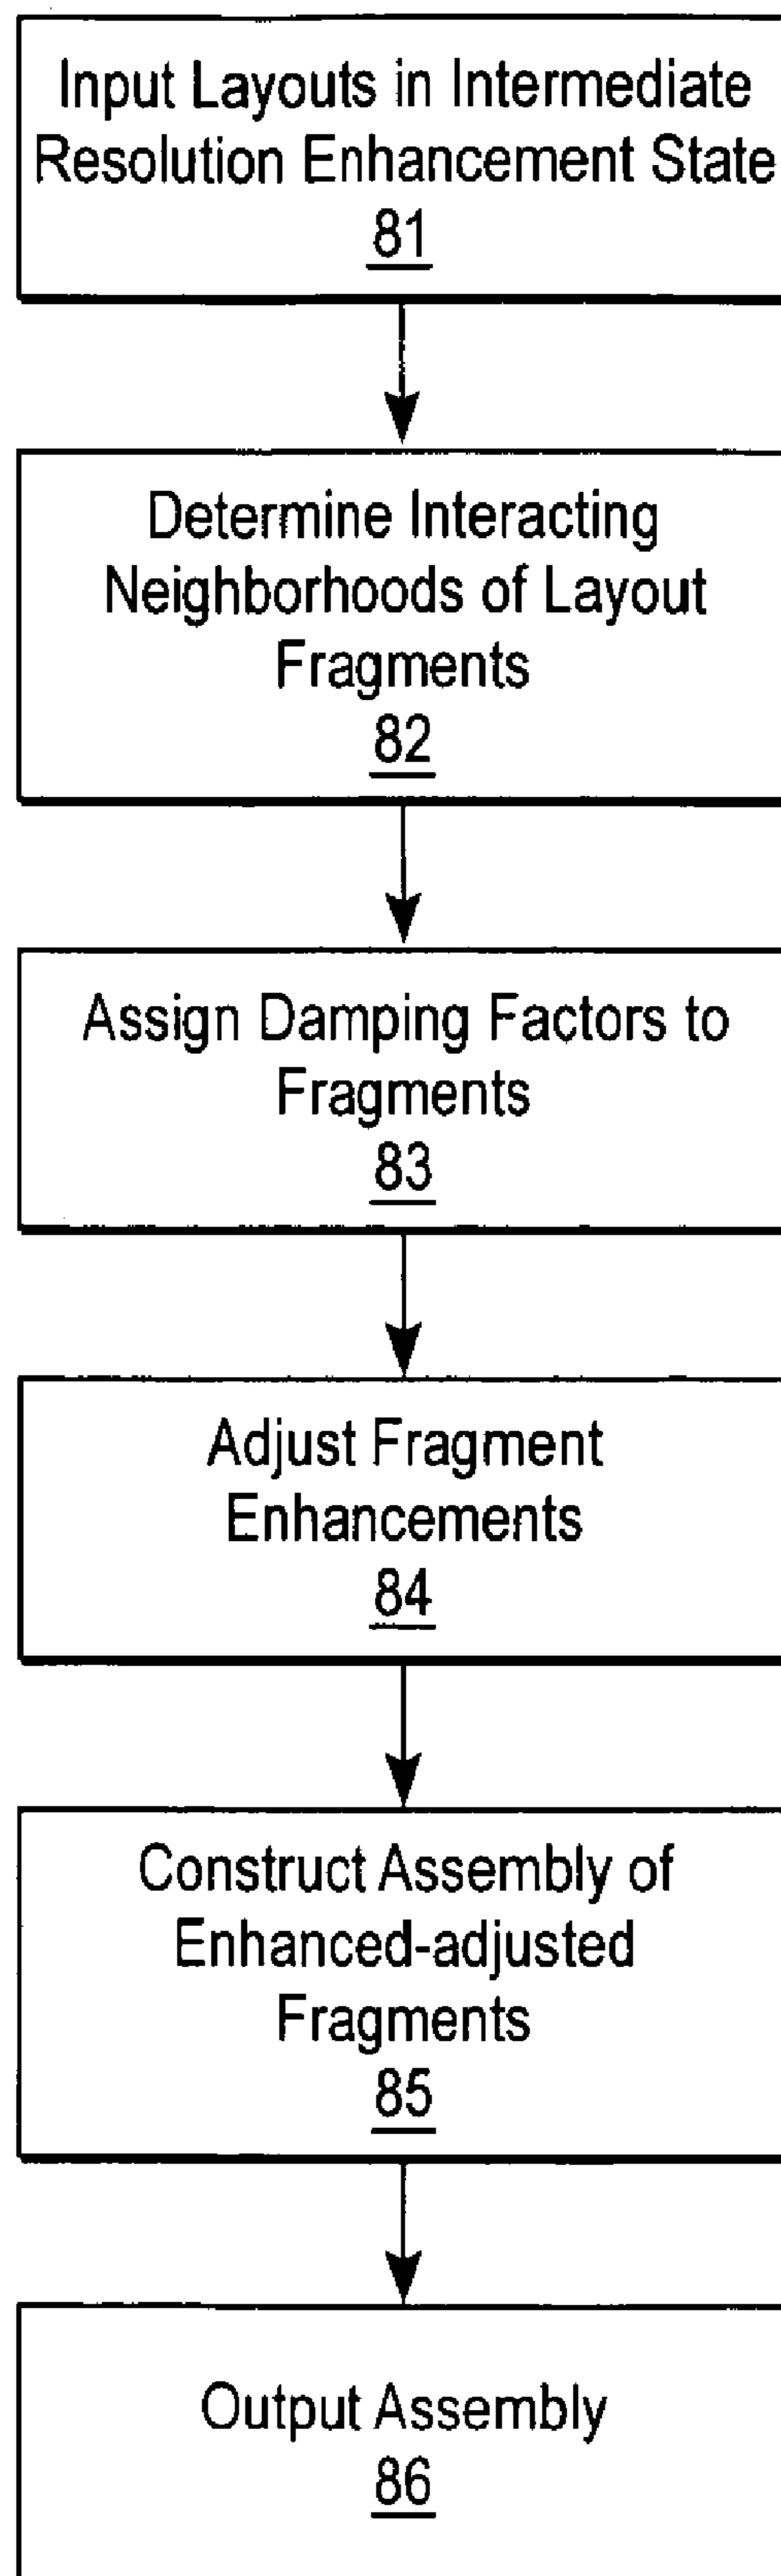 Input Layouts in Intermediate
Resolution Enhancement State
81
Determine Interacting
Neighborhoods of Layout
Fragments
82
Assign Damping Factors to
Fragments
83
Adjust Fragment
Enhancements
84
Construct Assembly of
Enhanced-adjusted
Fragments
85
Output Assembly
86